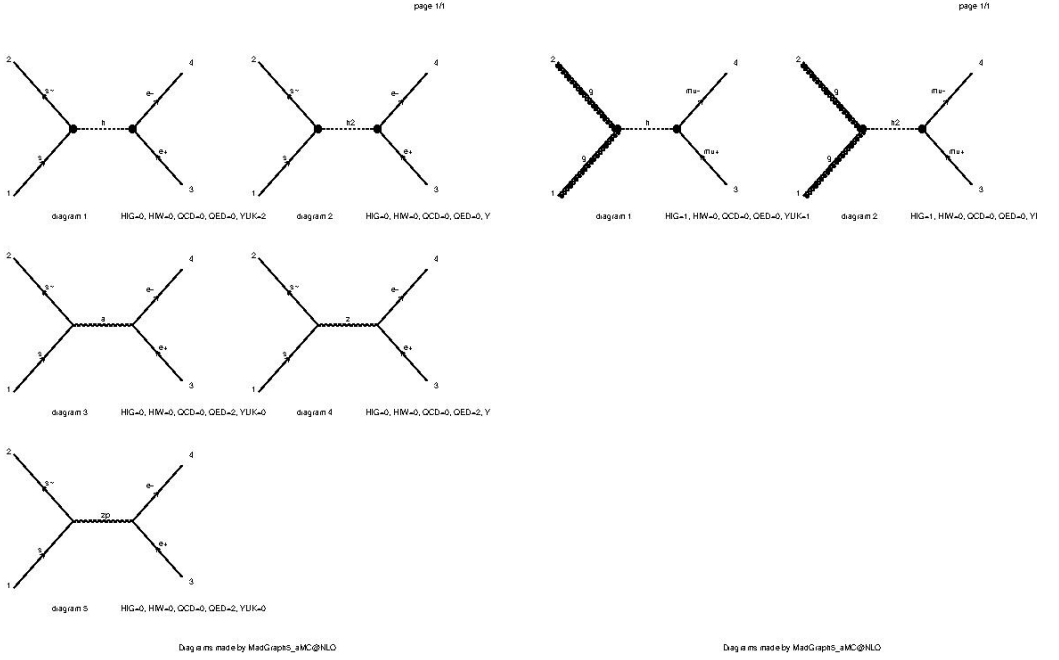 page 1/1
2
4
s~
e-
h
s
e+
1
3
diagram 1 HIG=0, HIW=0, QCD=0, QED=0, YUK=2
2
4
s~
e-
h2
s
e+
1
3
diagram 2 HIG=0, HIW=0, QCD=0, QED=0, Y
2
4
s~
e-
a
s
e+
1
3
diagram 3 HIG=0, HIW=0, QCD=0, QED=2, YUK=0
2
4
s~
e-
z
s
e+
1
3
diagram 4 HIG=0, HIW=0, QCD=0, QED=2, Y
2
4
s~
e-
zp
s
e+
1
3
diagram 5 HIG=0, HIW=0, QCD=0, QED=2, YUK=0
Diagrams made by MadGraph5_aMC@NLO
page 1/1
2
4
g
mu-
h
g
mu+
1
3
diagram 1 HIG=1, HIW=0, QCD=0, QED=0, YUK=1
2
4
g
mu-
h2
g
mu+
1
3
diagram 2 HIG=1, HIW=0, QCD=0, QED=0, YU
Diagrams made by MadGraph5_aMC@NLO